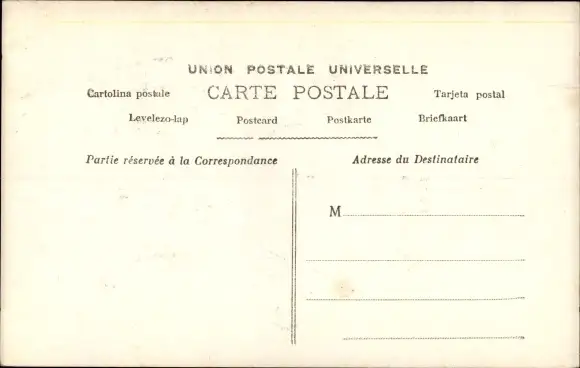 UNION POSTALE UNIVERSELLE
Cartolina postale CARTE POSTALE Tarjeta postal
Levelezo-lap Postcard Postkarte Briefkaart
Partie réservée à la Correspondance Adresse du Destinataire
M